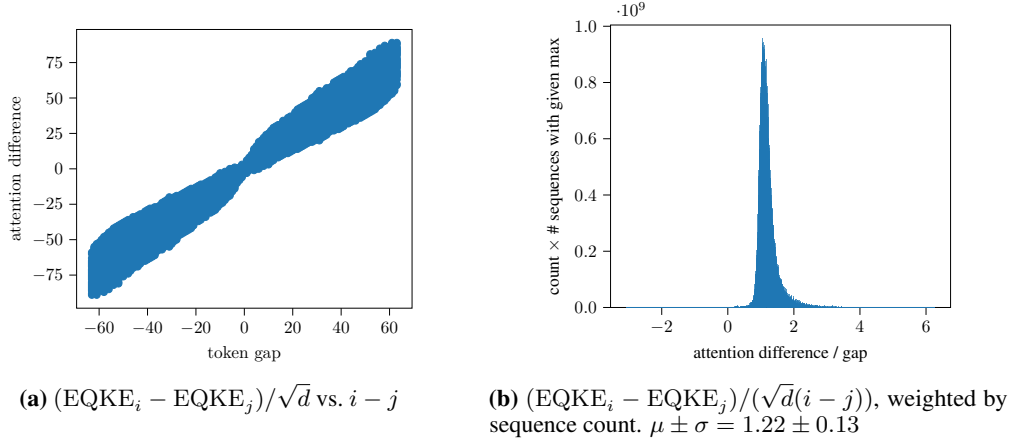 75
50
25
0
−25
−50
−75
attention difference
−60 −40 −20 0 20 40 60
token gap
(a) (EQKE_i − EQKE_j)/√d vs. i − j
·10^9
1.0
0.8
0.6
0.4
0.2
0.0
count × # sequences with given max
−2 0 2 4 6
attention difference / gap
(b) (EQKE_i − EQKE_j)/(√d(i − j)), weighted by
sequence count. μ ± σ = 1.22 ± 0.13